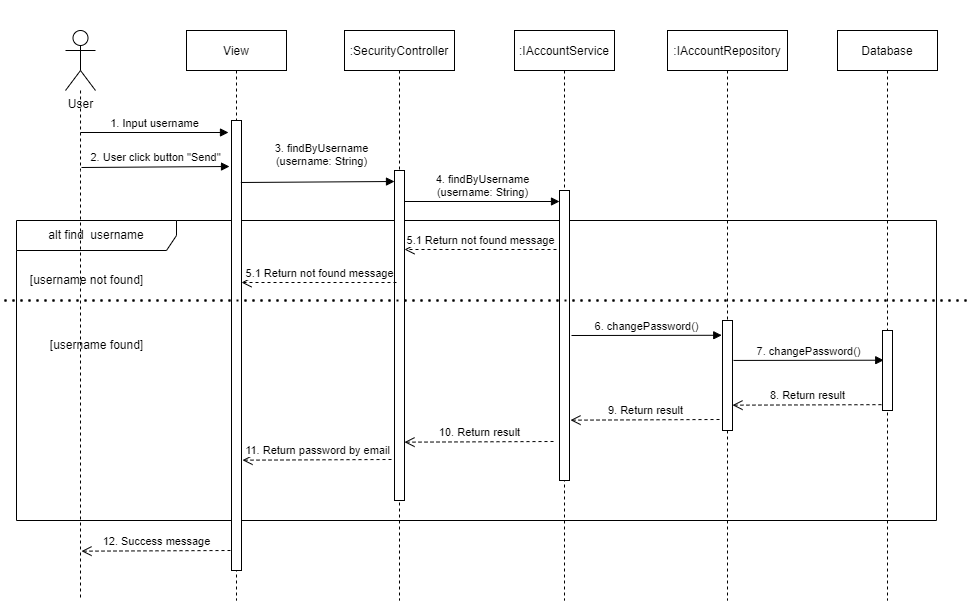 View
:SecurityController
:IAccountService
:IAccountRepository
Database
User
1. Input username
2. User click button "Send"
3. findByUsername
(username: String)
4. findByUsername
(username: String)
alt find  username
5.1 Return not found message
5.1 Return not found message
[username not found]
[username found]
6. changePassword()
7. changePassword()
8. Return result
9. Return result
10. Return result
11. Return password by email
12. Success message